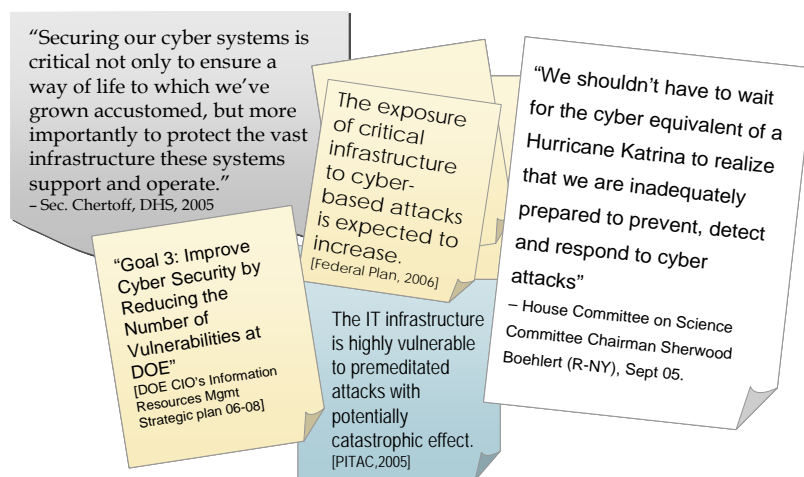 “Securing our cyber systems is
critical not only to ensure a
way of life to which we’ve
grown accustomed, but more
importantly to protect the vast
infrastructure these systems
support and operate.”
– Sec. Chertoff, DHS, 2005
The exposure
of critical
infrastructure
to cyber-
based attacks
is expected to
increase.
[Federal Plan, 2006]
“We shouldn’t have to wait
for the cyber equivalent of a
Hurricane Katrina to realize
that we are inadequately
prepared to prevent, detect
and respond to cyber
attacks”
– House Committee on Science
Committee Chairman Sherwood
Boehlert (R-NY), Sept 05.
“Goal 3: Improve
Cyber Security by
Reducing the
Number of
Vulnerabilities at
DOE”
[DOE CIO’s Information
Resources Mgmt
Strategic plan 06-08]
The IT infrastructure
is highly vulnerable
to premeditated
attacks with
potentially
catastrophic effect.
[PITAC,2005]